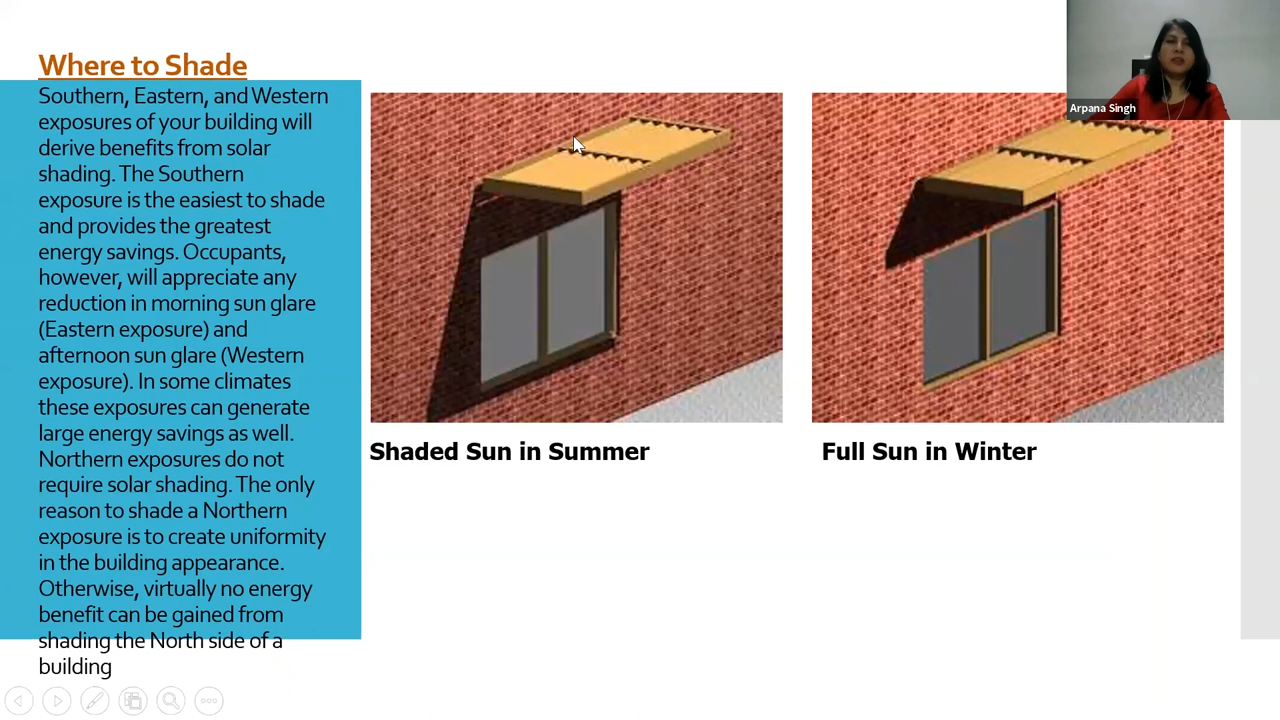 Where to Shade
Southern, Eastern, and Western
exposures of your building will
derive benefits from solar
shading. The Southern
exposure is the easiest to shade
and provides the greatest
energy savings. Occupants,
however, will appreciate any
reduction in morning sun glare
(Eastern exposure) and
afternoon sun glare (Western
exposure). In some climates
these exposures can generate
large energy savings as well.
Northern exposures do not
require solar shading. The only
reason to shade a Northern
exposure is to create uniformity
in the building appearance.
Otherwise, virtually no energy
benefit can be gained from
shading the North side of a
building
Shaded Sun in Summer
Full Sun in Winter
Arpana Singh